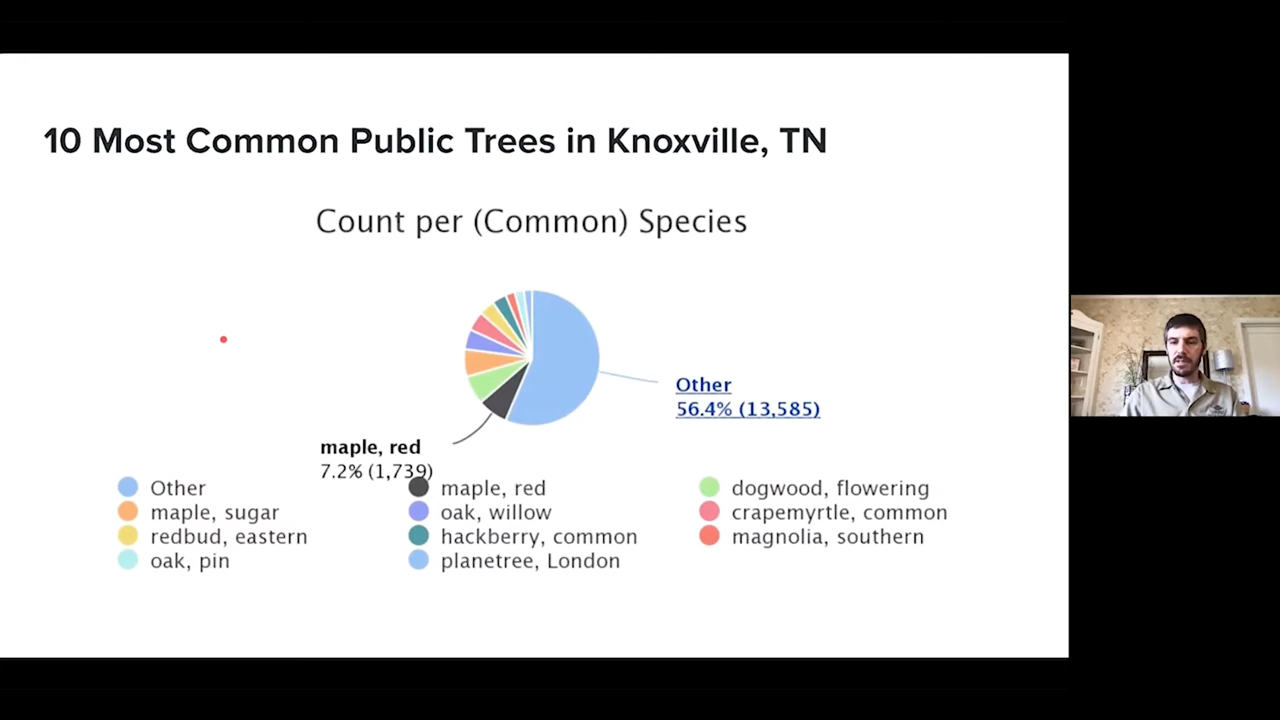 10 Most Common Public Trees in Knoxville, TN
Count per (Common) Species
Other
56.4% (13,585)
maple, red
7.2% (1,739)
Other
maple, red
dogwood, flowering
maple, sugar
oak, willow
crapemyrtle, common
redbud, eastern
hackberry, common
magnolia, southern
oak, pin
planetree, London